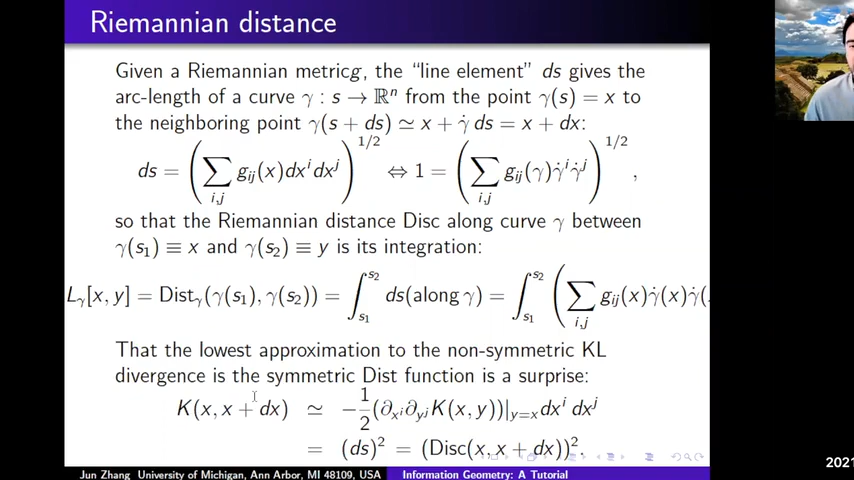 Riemannian distance
Given a Riemannian metricg, the “line element” ds gives the
arc-length of a curve γ : s → ℝⁿ from the point γ(s) = x to
the neighboring point γ(s + ds) ≃ x + γ̇ ds = x + dx:
ds = (∑_{i,j} g_{ij}(x)dx^i dx^j)^{1/2} ⇔ 1 = (∑_{i,j} g_{ij}(γ)γ̇^i γ̇^j)^{1/2},
so that the Riemannian distance Disc along curve γ between
γ(s₁) ≡ x and γ(s₂) ≡ y is its integration:
L_γ[x, y] = Dist_γ(γ(s₁), γ(s₂)) = ∫_{s₁}^{s₂} ds(along γ) = ∫_{s₁}^{s₂} (∑_{i,j} g_{ij}(x)γ̇(x)γ̇(
That the lowest approximation to the non-symmetric KL
divergence is the symmetric Dist function is a surprise:
K(x, x + dx) ≃ −½(∂_{x^i}∂_{y^j}K(x, y))|_{y=x}dx^i dx^j
= (ds)² = (Disc(x, x + dx))².
Jun Zhang University of Michigan, Ann Arbor, MI 48109, USA
Information Geometry: A Tutorial
2021